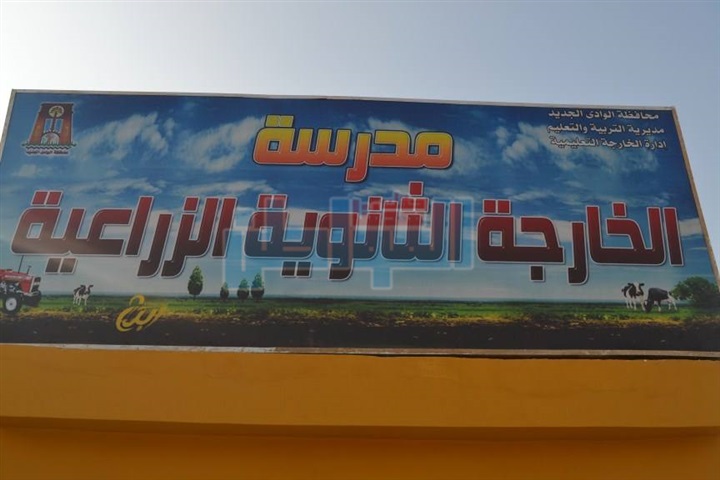 محافظة الوادى الجديد
مديرية التربية والتعليم
ادارة الخارجة التعليمية
مدرسة
الخارجة الثانوية الزراعية